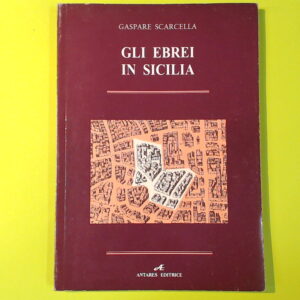 GASPARE SCARCELLA
GLI EBREI
IN SICILIA
ANTARES EDITRICE